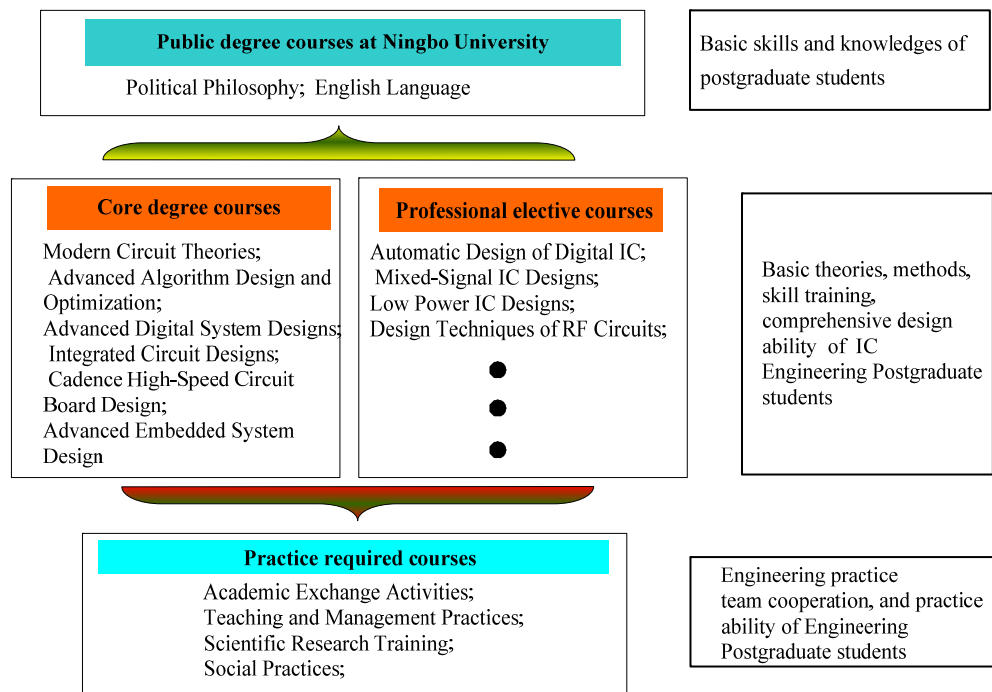 Public degree courses at Ningbo University
Political Philosophy; English Language
Basic skills and knowledges of
postgraduate students
Core degree courses
Modern Circuit Theories;
Advanced Algorithm Design and
Optimization;
Advanced Digital System Designs;
Integrated Circuit Designs;
Cadence High-Speed Circuit
Board Design;
Advanced Embedded System
Design
Professional elective courses
Automatic Design of Digital IC;
Mixed-Signal IC Designs;
Low Power IC Designs;
Design Techniques of RF Circuits;
Basic theories, methods,
skill training,
comprehensive design
ability of IC
Engineering Postgraduate
students
Practice required courses
Academic Exchange Activities;
Teaching and Management Practices;
Scientific Research Training;
Social Practices;
Engineering practice
team cooperation, and practice
ability of Engineering
Postgraduate students